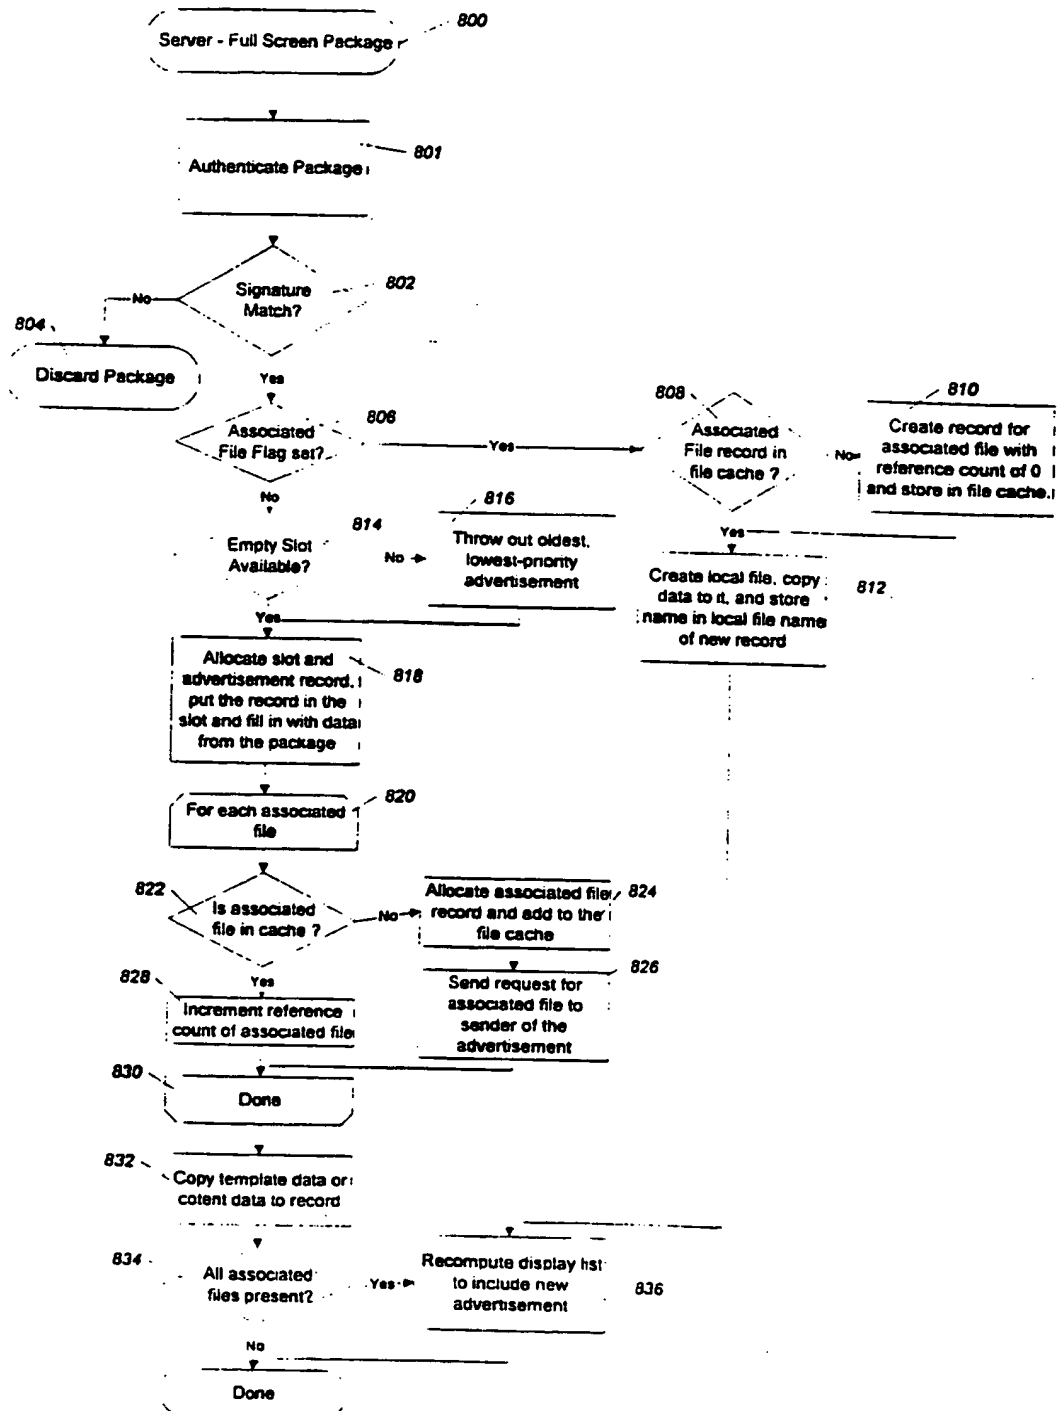 800
Server - Full Screen Package
801
Authenticate Package
802
Signature
Match?
No
804
Discard Package
Yes
806
Associated
File Flag set?
Yes
808
Associated
File record in
file cache ?
No
810
Create record for
associated file with
reference count of 0
and store in file cache.
No
814
Empty Slot
Available?
No
816
Throw out oldest,
lowest-priority
advertisement
Yes
Create local file, copy
data to it, and store
name in local file name
of new record
812
Yes
Allocate slot and
advertisement record,
put the record in the
slot and fill in with data
from the package
818
820
For each associated
file
822
Is associated
file in cache ?
No
Allocate associated file
record and add to the
file cache
824
826
Send request for
associated file to
sender of the
advertisement
Yes
828
Increment reference
count of associated file
830
Done
832
Copy template data or
cotent data to record
834
All associated
files present?
Yes
Recompute display list
to include new
advertisement
836
No
Done